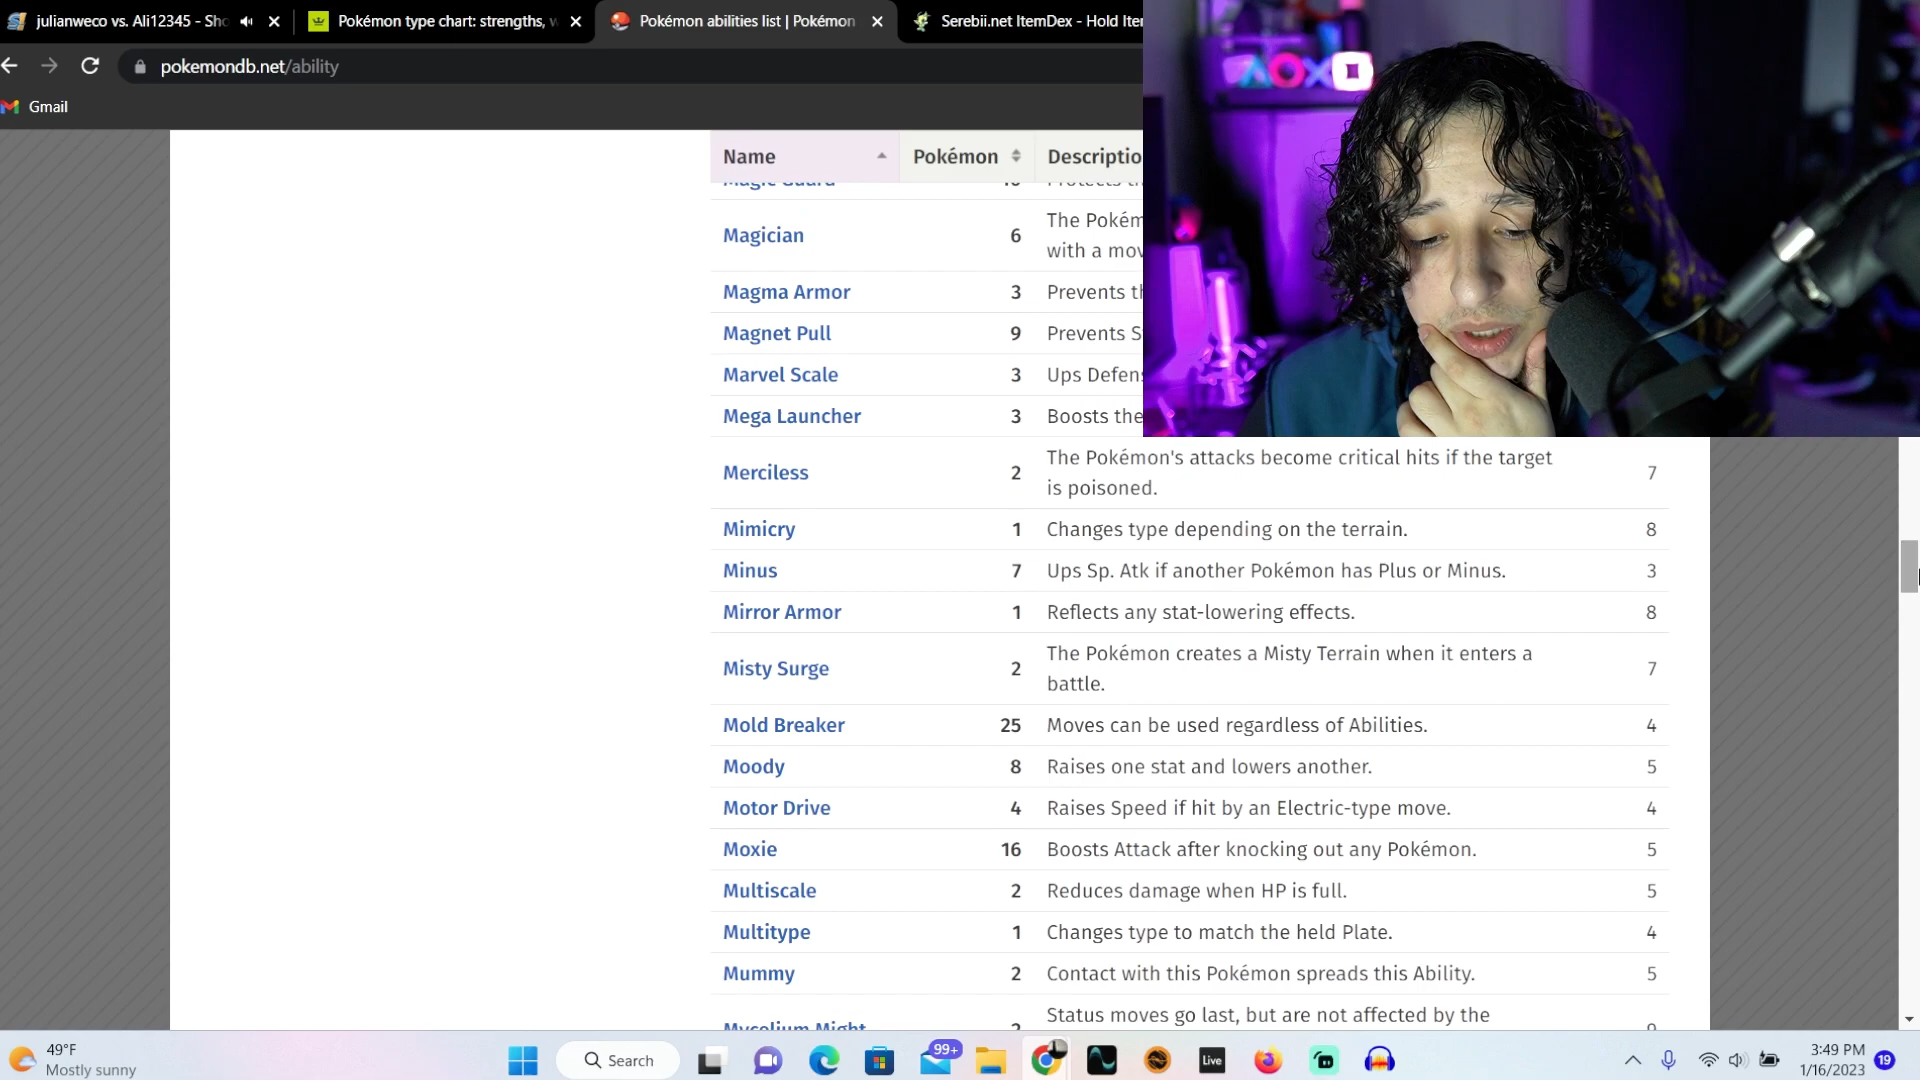 julianweco vs. Ali12345 - Sho
Pokémon type chart: strengths, w
Pokémon abilities list | Pokémon
Serebii.net ItemDex - Hold Item
pokemondb.net/ability
Gmail
Name Pokémon Descriptio
Magic Guard
Magician 6 The Pokém
with a mov
Magma Armor 3 Prevents th
Magnet Pull 9 Prevents S
Marvel Scale 3 Ups Defens
Mega Launcher 3 Boosts the
Merciless 2 The Pokémon's attacks become critical hits if the target
is poisoned. 7
Mimicry 1 Changes type depending on the terrain. 8
Minus 7 Ups Sp. Atk if another Pokémon has Plus or Minus. 3
Mirror Armor 1 Reflects any stat-lowering effects. 8
Misty Surge 2 The Pokémon creates a Misty Terrain when it enters a
battle. 7
Mold Breaker 25 Moves can be used regardless of Abilities. 4
Moody 8 Raises one stat and lowers another. 5
Motor Drive 4 Raises Speed if hit by an Electric-type move. 4
Moxie 16 Boosts Attack after knocking out any Pokémon. 5
Multiscale 2 Reduces damage when HP is full. 5
Multitype 1 Changes type to match the held Plate. 4
Mummy 2 Contact with this Pokémon spreads this Ability. 5
Mycelium Might 2 Status moves go last, but are not affected by the 9
49°F
Mostly sunny
Search
99+
Live
3:49 PM
1/16/2023
19